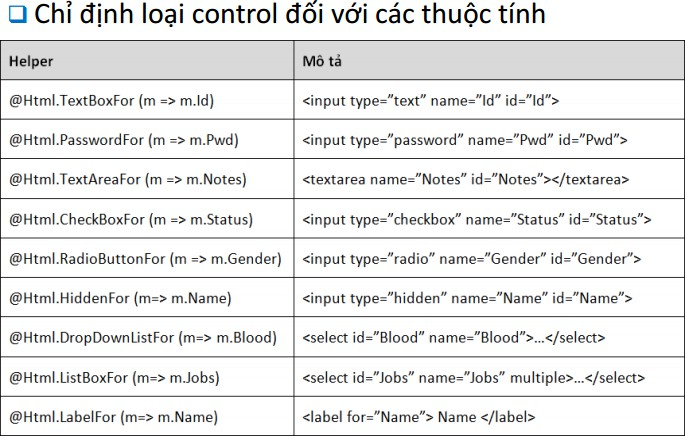 Chỉ định loại control đối với các thuộc tính
Helper Mô tả
@Html.TextBoxFor (m => m.Id) <input type=”text” name=”Id” id=”Id”>
@Html.PasswordFor (m => m.Pwd) <input type=”password” name=”Pwd” id=”Pwd”>
@Html.TextAreaFor (m => m.Notes) <textarea name=”Notes” id=”Notes”></textarea>
@Html.CheckBoxFor (m => m.Status) <input type=”checkbox” name=”Status” id=”Status”>
@Html.RadioButtonFor (m => m.Gender) <input type=”radio” name=”Gender” id=”Gender”>
@Html.HiddenFor (m=> m.Name) <input type=”hidden” name=”Name” id=”Name”>
@Html.DropDownListFor (m=> m.Blood) <select id=”Blood” name=”Blood”>…</select>
@Html.ListBoxFor (m=> m.Jobs) <select id=”Jobs” name=”Jobs” multiple>…</select>
@Html.LabelFor (m=> m.Name) <label for=”Name”> Name </label>